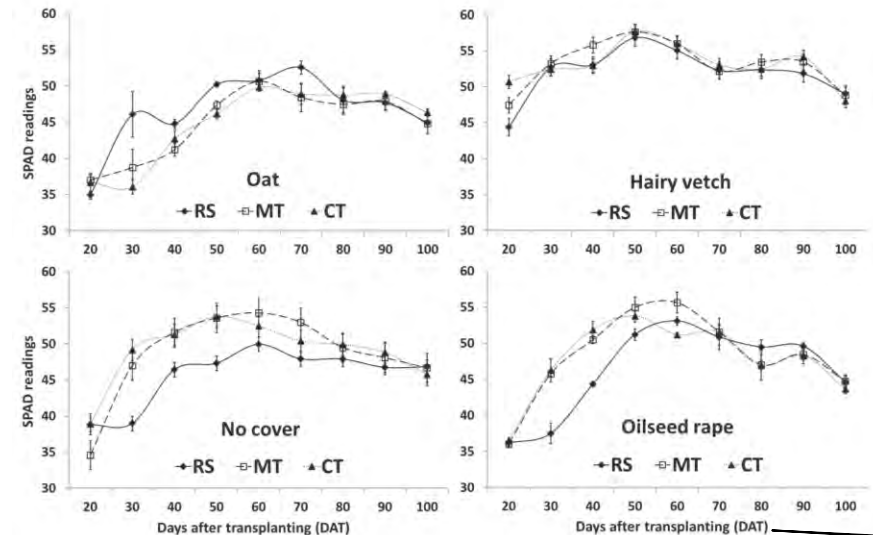 SPAD readings
60
55
50
45
40
35
30
Oat
RS MT CT
20 30 40 50 60 70 80 90 100
60
55
50
45
40
35
30
Hairy vetch
RS MT CT
20 30 40 50 60 70 80 90 100
SPAD readings
60
55
50
45
40
35
30
No cover
RS MT CT
20 30 40 50 60 70 80 90 100
Days after transplanting (DAT)
60
55
50
45
40
35
30
Oilseed rape
RS MT CT
20 30 40 50 60 70 80 90 100
Days after transplanting (DAT)